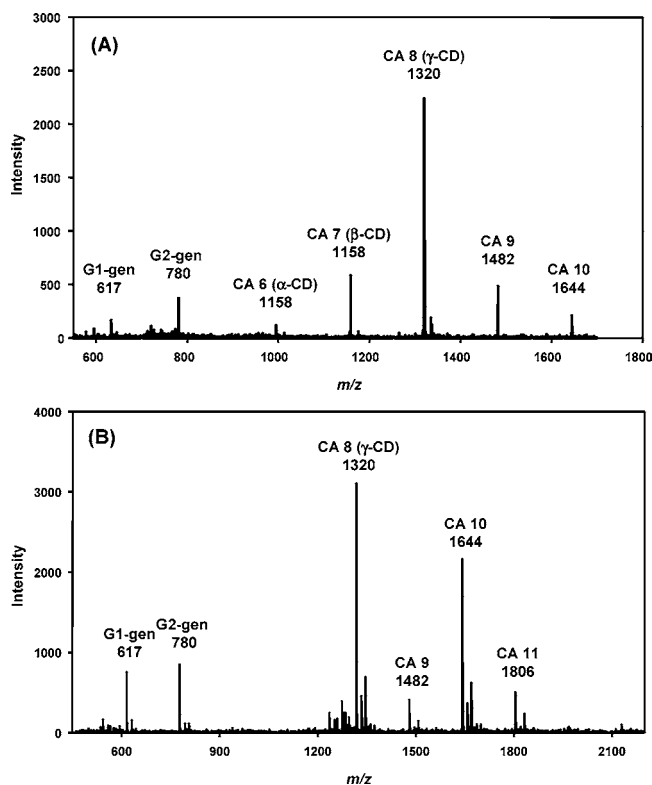 (A)
3000
2500
2000
1500
1000
500
0
Intensity
G1-gen
617
G2-gen
780
CA 6 (α-CD)
1158
CA 7 (β-CD)
1158
CA 8 (γ-CD)
1320
CA 9
1482
CA 10
1644
600 800 1000 1200 1400 1600 1800
m/z
(B)
4000
3000
2000
1000
0
Intensity
G1-gen
617
G2-gen
780
CA 8 (γ-CD)
1320
CA 9
1482
CA 10
1644
CA 11
1806
600 900 1200 1500 1800 2100
m/z